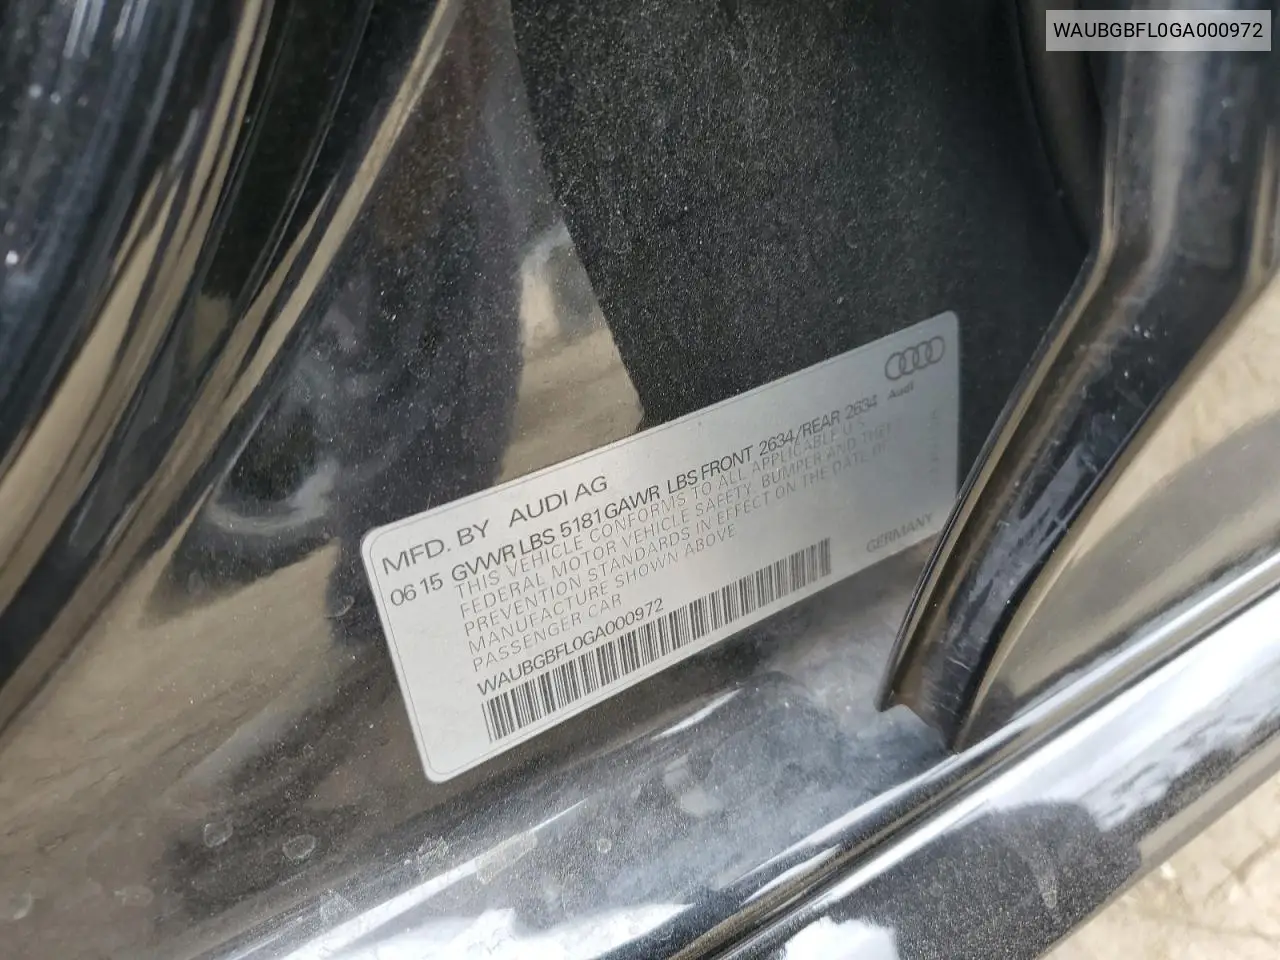 WAUBGBFL0GA000972
Audi
MFD. BY AUDI AG
06 15 GVWR LBS 5181 GAWR LBS FRONT 2634/REAR 2634
THIS VEHICLE CONFORMS TO ALL APPLICABLE U.S.
FEDERAL MOTOR VEHICLE SAFETY, BUMPER AND THEFT
PREVENTION STANDARDS IN EFFECT ON THE DATE OF
MANUFACTURE SHOWN ABOVE
PASSENGER CAR
WAUBGBFL0GA000972
GERMANY